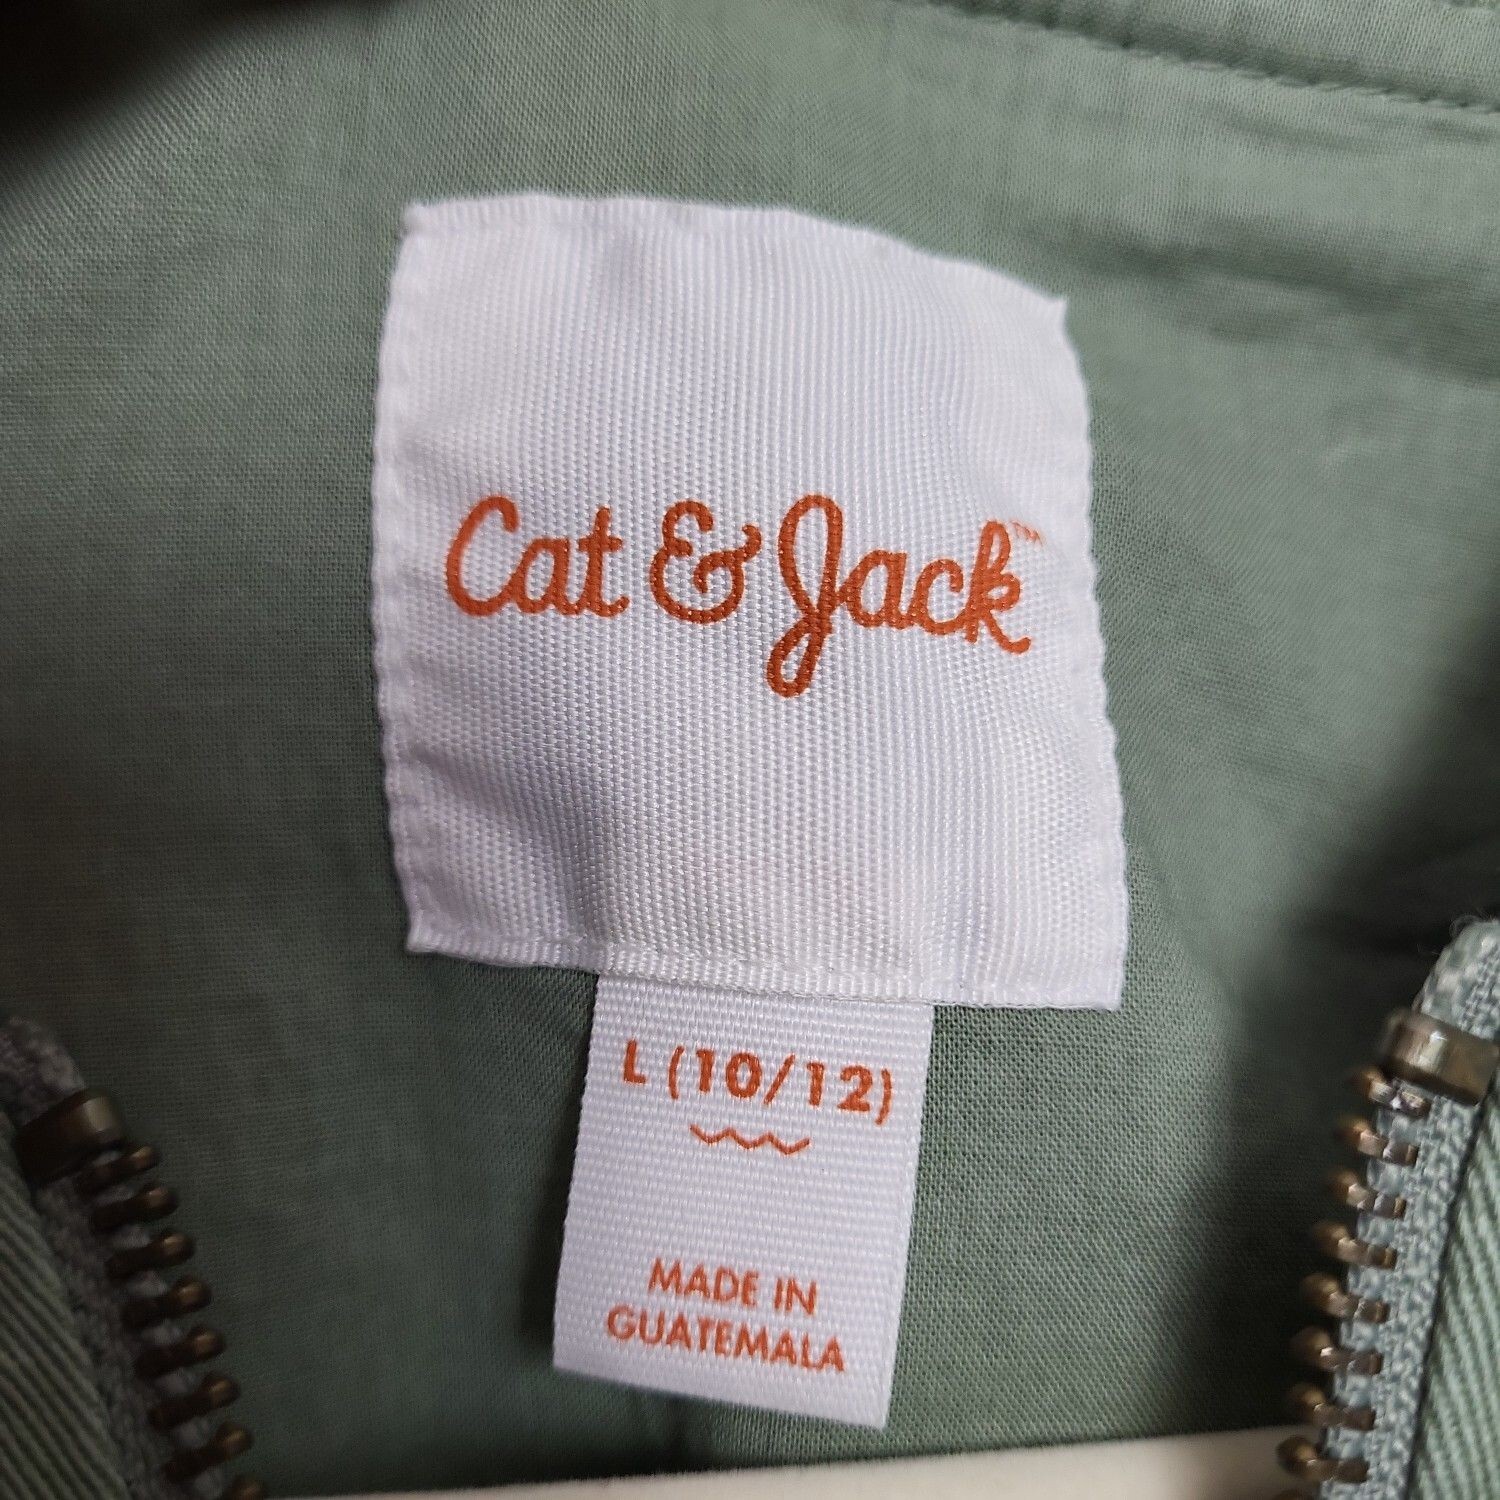 Cat & Jack™
L (10/12)
MADE IN
GUATEMALA